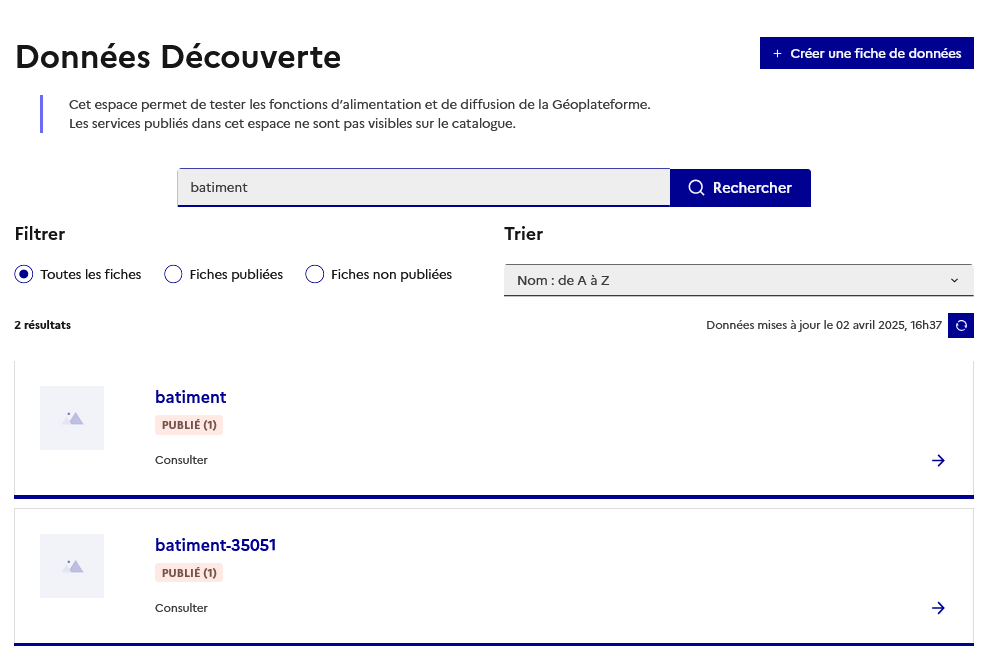 Données Découverte
+ Créer une fiche de données
Cet espace permet de tester les fonctions d’alimentation et de diffusion de la Géoplateforme.
Les services publiés dans cet espace ne sont pas visibles sur le catalogue.
batiment
Rechercher
Filtrer
Toutes les fiches
Fiches publiées
Fiches non publiées
Trier
Nom : de A à Z
2 résultats
Données mises à jour le 02 avril 2025, 16h37
batiment
PUBLIÉ (1)
Consulter
batiment-35051
PUBLIÉ (1)
Consulter